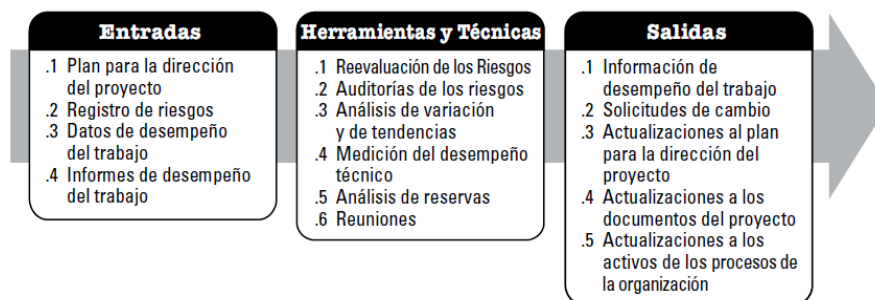 Entradas
.1 Plan para la dirección
del proyecto
.2 Registro de riesgos
.3 Datos de desempeño
del trabajo
.4 Informes de desempeño
del trabajo
Herramientas y Técnicas
.1 Reevaluación de los Riesgos
.2 Auditorías de los riesgos
.3 Análisis de variación
y de tendencias
.4 Medición del desempeño
técnico
.5 Análisis de reservas
.6 Reuniones
Salidas
.1 Información de
desempeño del trabajo
.2 Solicitudes de cambio
.3 Actualizaciones al plan
para la dirección del
proyecto
.4 Actualizaciones a los
documentos del proyecto
.5 Actualizaciones a los
activos de los procesos de
la organización